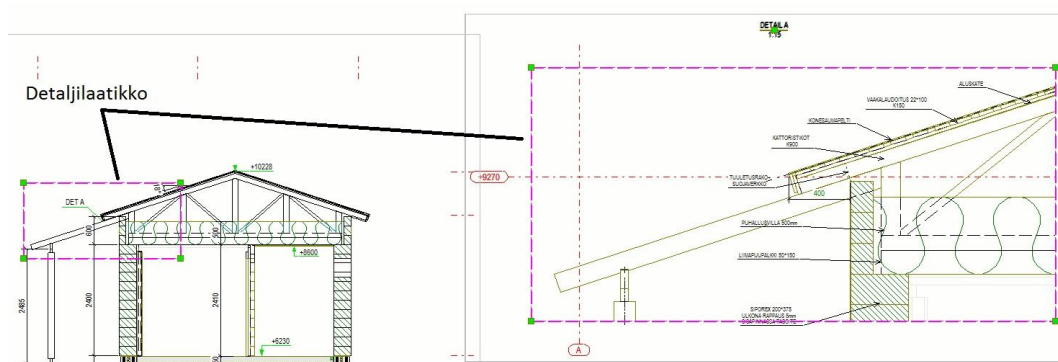 Detaljilaatikko
+10228
DET A
600
500
+8600
2485
2400
2410
+6230
DETAIL A
1:15
ALUSKATE
VAAKALAUDOITUS 22*100
K150
KONESAUMAPELTI
KATTORISTIKOT
K900
+9270
TUULETUSRAKO
SUOJAVERKKO
400
PUHALLUSVILLA 500mm
LIIMAPUUPALKKI 50*150
SIPOREX 200*375
ULKONA RAPPAUS 5mm
A